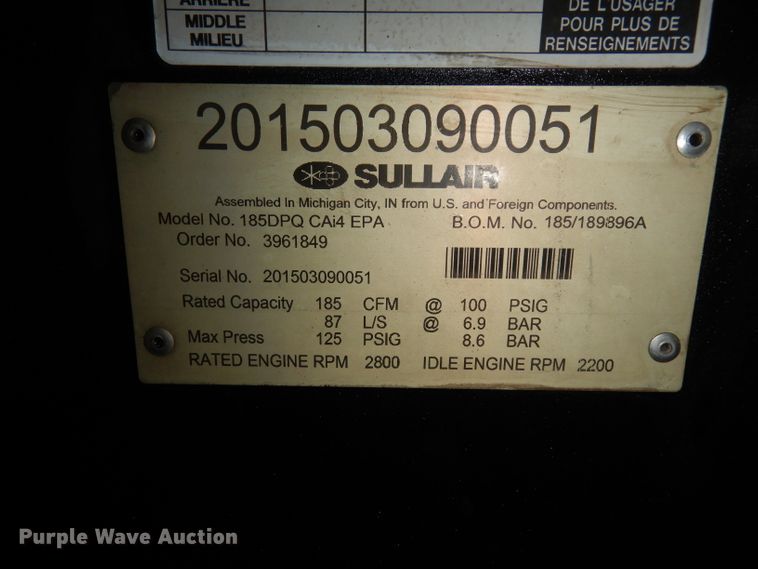 ARRIÈRE
MIDDLE
MILIEU
DE L'USAGER
POUR PLUS DE
RENSEIGNEMENTS
201503090051
SULLAIR
Assembled In Michigan City, IN from U.S. and Foreign Components.
Model No. 185DPQ CAi4 EPA B.O.M. No. 185/189896A
Order No. 3961849
Serial No. 201503090051
Rated Capacity 185 CFM @ 100 PSIG
87 L/S @ 6.9 BAR
Max Press 125 PSIG 8.6 BAR
RATED ENGINE RPM 2800 IDLE ENGINE RPM 2200
Purple Wave Auction